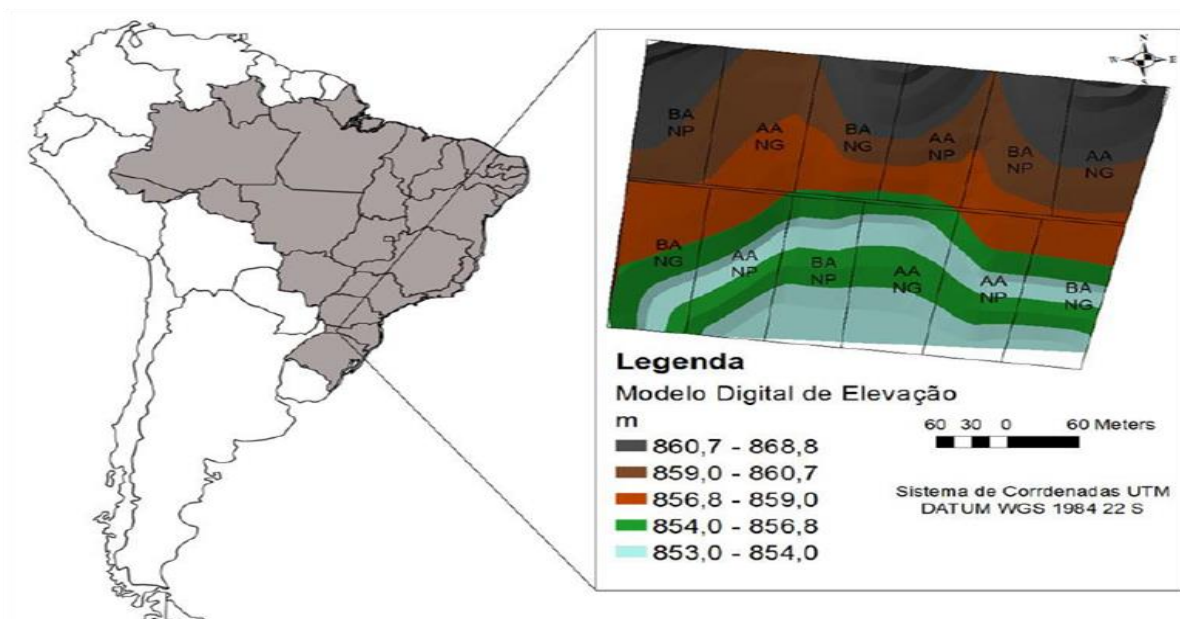 N
W E
S
BA
NP
AA
NG
BA
NG
AA
NP
BA
NP
AA
NG
BA
NG
AA
NP
BA
NP
AA
NG
AA
NP
BA
NG
Legenda
Modelo Digital de Elevação
m
860,7 - 868,8
859,0 - 860,7
856,8 - 859,0
854,0 - 856,8
853,0 - 854,0
60 30 0 60 Meters
Sistema de Corrdenadas UTM
DATUM WGS 1984 22 S